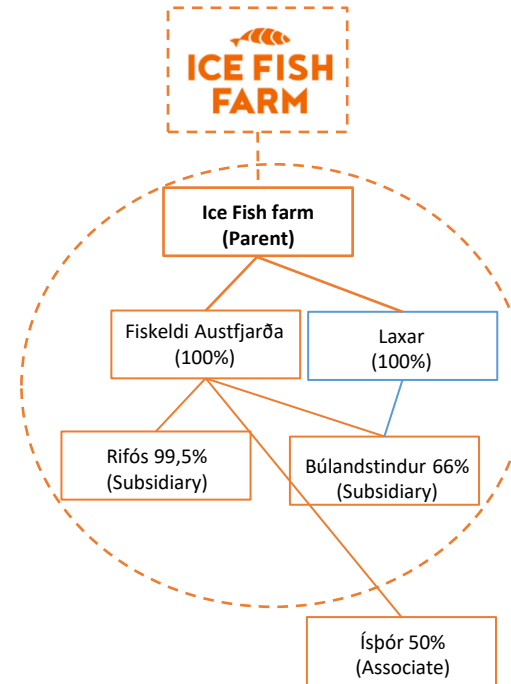 ICE FISH
FARM
Ice Fish farm
(Parent)
Fiskeldi Austfjarða
(100%)
Laxar
(100%)
Rifós 99,5%
(Subsidiary)
Búlandstindur 66%
(Subsidiary)
Ísþór 50%
(Associate)